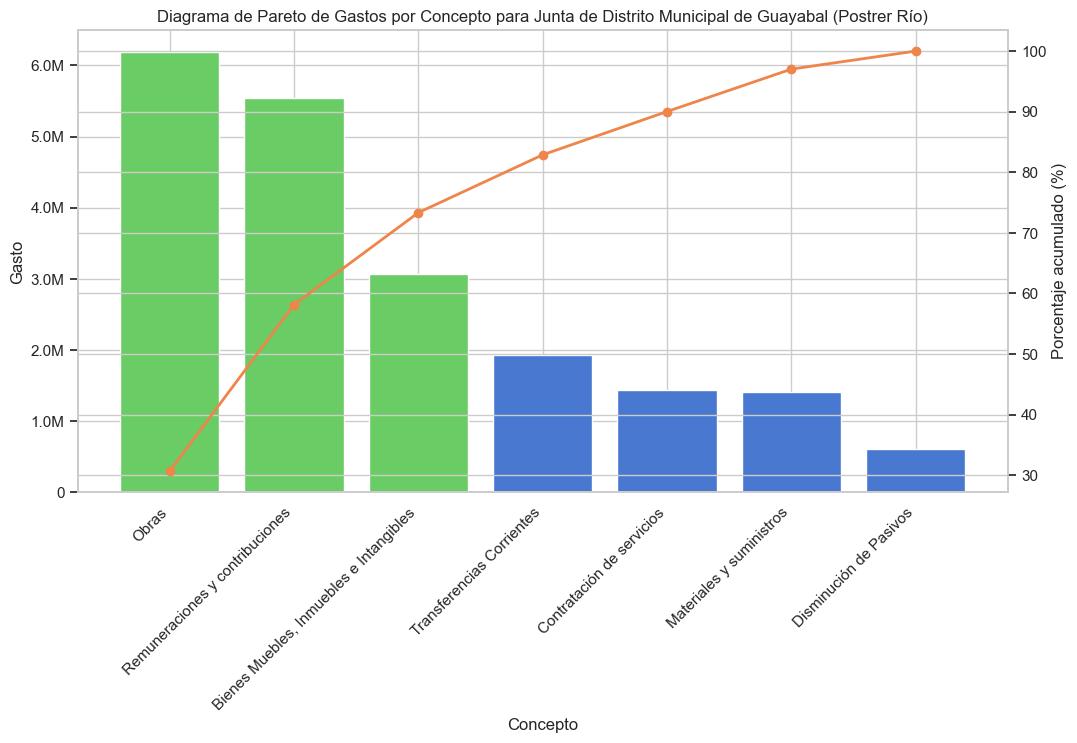 Diagrama de Pareto de Gastos por Concepto para Junta de Distrito Municipal de Guayabal (Postrer Río)
Gasto
6.0M
5.0M
4.0M
3.0M
2.0M
1.0M
0
100
90
80
70
60
50
40
30
Porcentaje acumulado (%)
Obras
Remuneraciones y contribuciones
Bienes Muebles, Inmuebles e Intangibles
Transferencias Corrientes
Contratación de servicios
Materiales y suministros
Disminución de Pasivos
Concepto